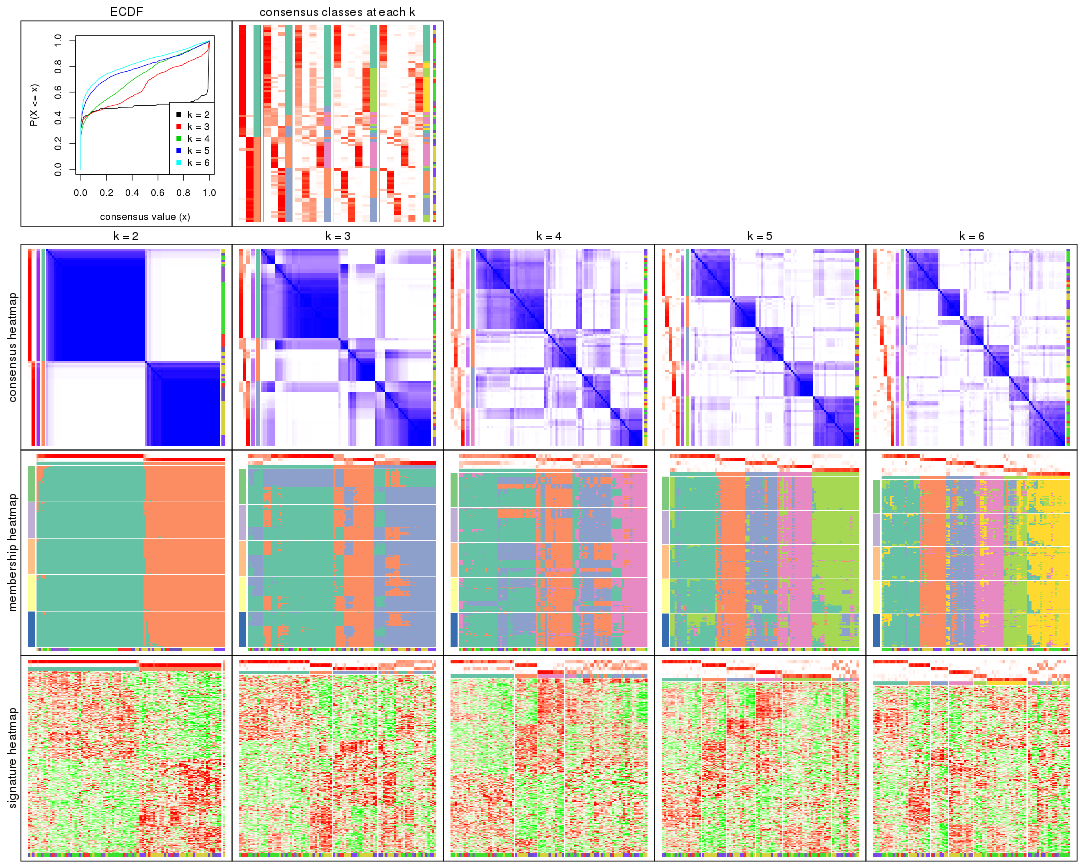 ECDF
consensus classes at each k
P(X <= x)
0.0 0.2 0.4 0.6 0.8 1.0
k = 2
k = 3
k = 4
k = 5
k = 6
0.0 0.2 0.4 0.6 0.8 1.0
consensus value (x)
k = 2 k = 3 k = 4 k = 5 k = 6
consensus heatmap
membership heatmap
signature heatmap